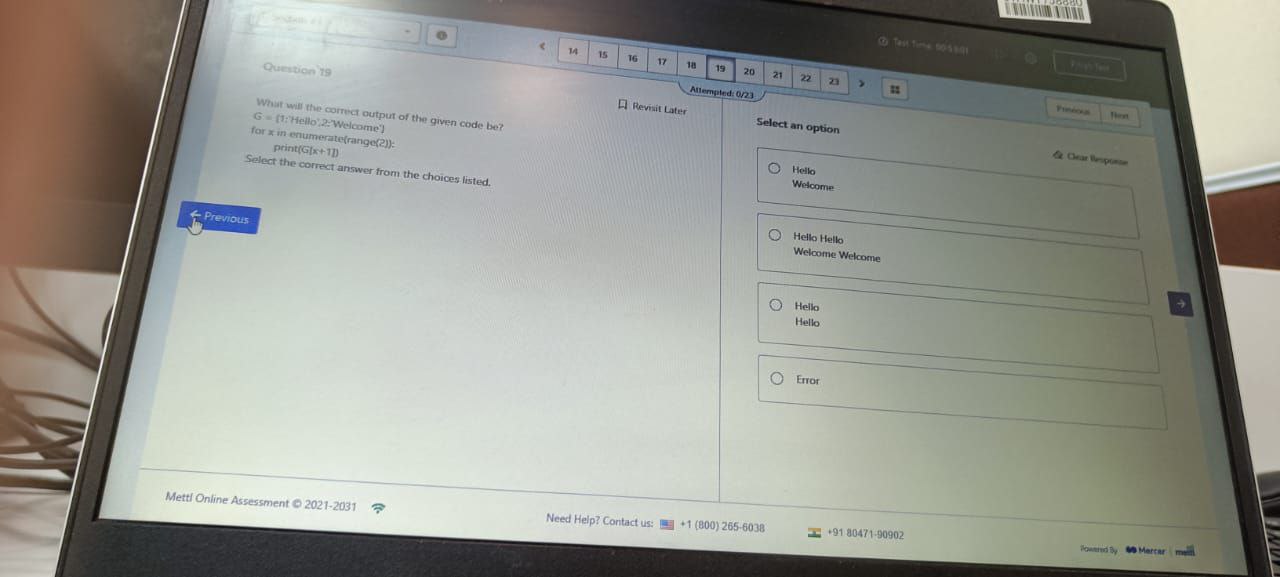 14 15 16 17 18 19 20 21 22 23
Attempted: 0/23
Test Time:
Finish Test
Previous Next
Question 19
Revisit Later
What will the correct output of the given code be?
G = {1:'Hello',2:'Welcome'}
for x in enumerate(range(2)):
print(G[x+1])
Select the correct answer from the choices listed.
Previous
Select an option
Clear Response
Hello
Welcome
Hello Hello
Welcome Welcome
Hello
Hello
Error
Mettl Online Assessment © 2021-2031
Need Help? Contact us: +1 (800) 265-6038 +91 80471-90902
Powered By Mercer mettl